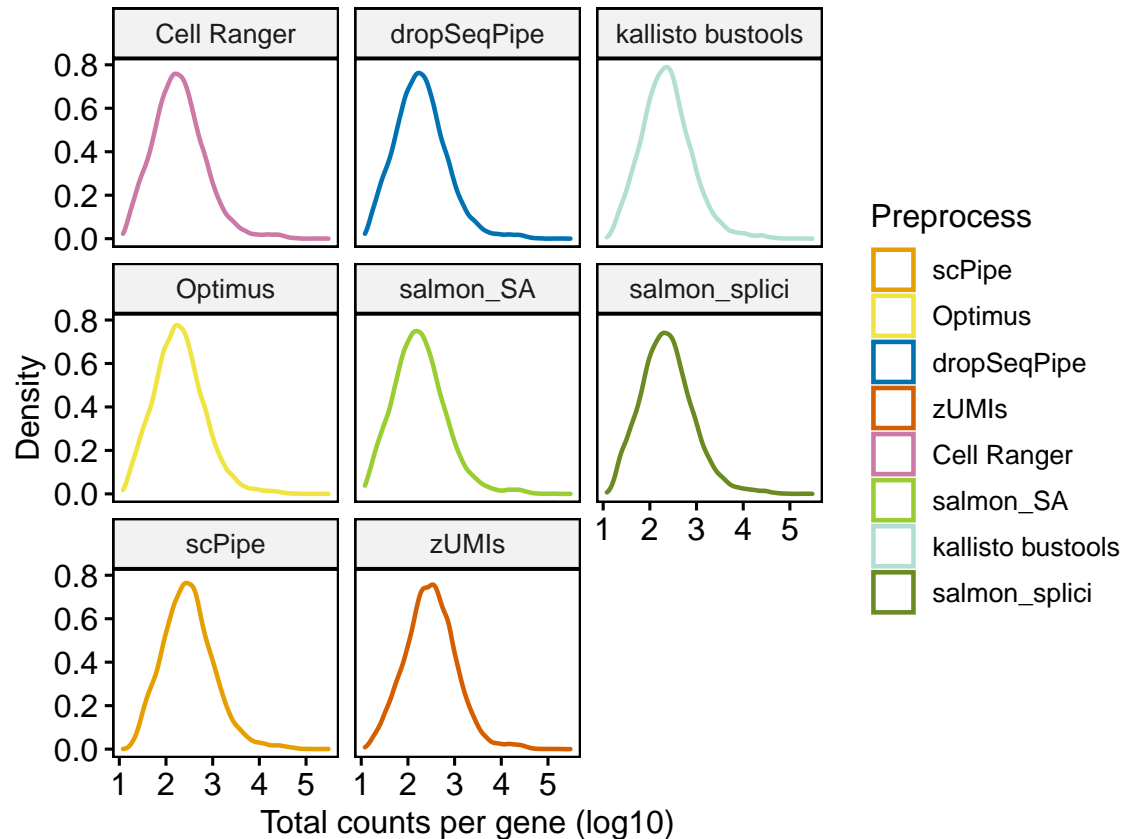 Cell Ranger
dropSeqPipe
kallisto bustools
0.8
0.6
0.4
0.2
0.0
Optimus
salmon_SA
salmon_splici
0.8
0.6
0.4
0.2
0.0
1 2 3 4 5
scPipe
zUMIs
0.8
0.6
0.4
0.2
0.0
1 2 3 4 5
1 2 3 4 5
Density
Total counts per gene (log10)
Preprocess
scPipe
Optimus
dropSeqPipe
zUMIs
Cell Ranger
salmon_SA
kallisto bustools
salmon_splici